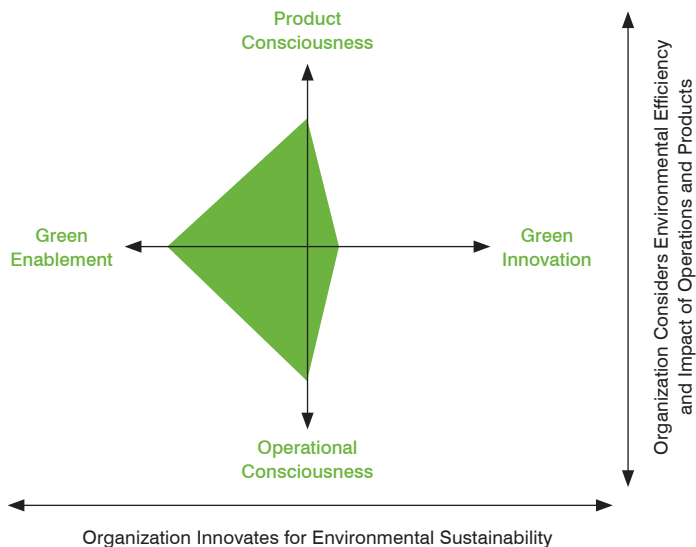 Product
Consciousness
Green
Enablement
Green
Innovation
Operational
Consciousness
Organization Considers Environmental Efficiency
and Impact of Operations and Products
Organization Innovates for Environmental Sustainability